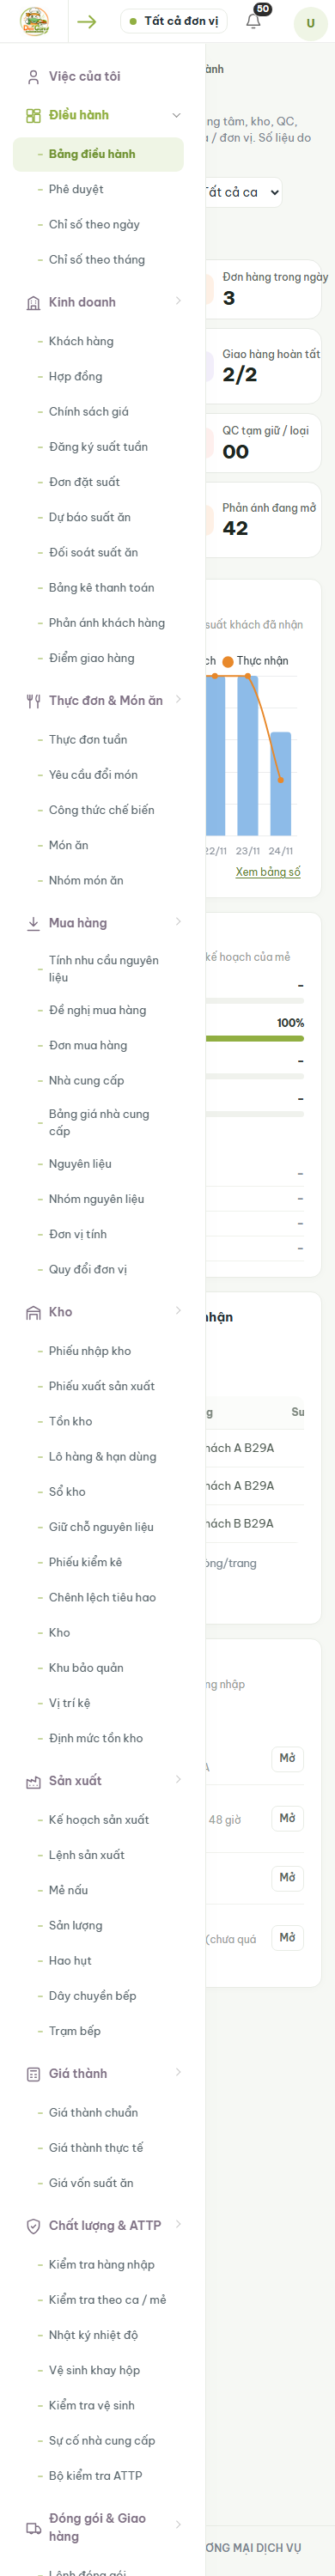 Tất cả đơn vị
50
U
Việc của tôi
Điều hành
Bảng điều hành
Phê duyệt
Chỉ số theo ngày
Chỉ số theo tháng
Kinh doanh
Khách hàng
Hợp đồng
Chính sách giá
Đăng ký suất tuần
Đơn đặt suất
Dự báo suất ăn
Đối soát suất ăn
Bảng kê thanh toán
Phản ánh khách hàng
Điểm giao hàng
Thực đơn & Món ăn
Thực đơn tuần
Yêu cầu đổi món
Công thức chế biến
Món ăn
Nhóm món ăn
Mua hàng
Tính nhu cầu nguyên
liệu
Đề nghị mua hàng
Đơn mua hàng
Nhà cung cấp
Bảng giá nhà cung
cấp
Nguyên liệu
Nhóm nguyên liệu
Đơn vị tính
Quy đổi đơn vị
Kho
Phiếu nhập kho
Phiếu xuất sản xuất
Tồn kho
Lô hàng & hạn dùng
Sổ kho
Giữ chỗ nguyên liệu
Phiếu kiểm kê
Chênh lệch tiêu hao
Kho
Khu bảo quản
Vị trí kệ
Định mức tồn kho
Sản xuất
Kế hoạch sản xuất
Lệnh sản xuất
Mẻ nấu
Sản lượng
Hao hụt
Dây chuyền bếp
Trạm bếp
Giá thành
Giá thành chuẩn
Giá thành thực tế
Giá vốn suất ăn
Chất lượng & ATTP
Kiểm tra hàng nhập
Kiểm tra theo ca / mẻ
Nhật ký nhiệt độ
Vệ sinh khay hộp
Kiểm tra vệ sinh
Sự cố nhà cung cấp
Bộ kiểm tra ATTP
Đóng gói & Giao
hàng
Lệnh đóng gói
ành
ng tâm, kho, QC,
/ đơn vị. Số liệu do
Tất cả ca
Đơn hàng trong ngày
3
Giao hàng hoàn tất
2/2
QC tạm giữ / loại
00
Phản ánh đang mở
42
suất khách đã nhận
ch
Thực nhận
22/11 23/11 24/11
Xem bảng số
kế hoạch của mẻ
-
100%
-
-
-
-
-
-
nhận
g
Su
hách A B29A
hách A B29A
hách B B29A
òng/trang
ng nhập
Mở
48 giờ
Mở
Mở
(chưa quá
Mở
ƠNG MẠI DỊCH VỤ